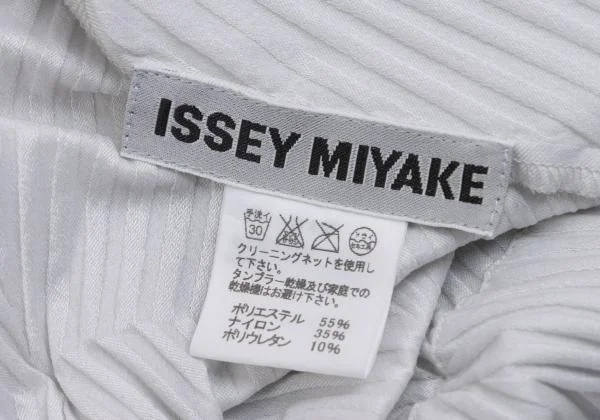 ISSEY MIYAKE
手洗イ
30
クリーニングネットを使用し
て下さい。
タンブラー乾燥及び家庭での
乾燥機はお避け下さい。
ポリエステル 55%
ナイロン 35%
ポリウレタン 10%